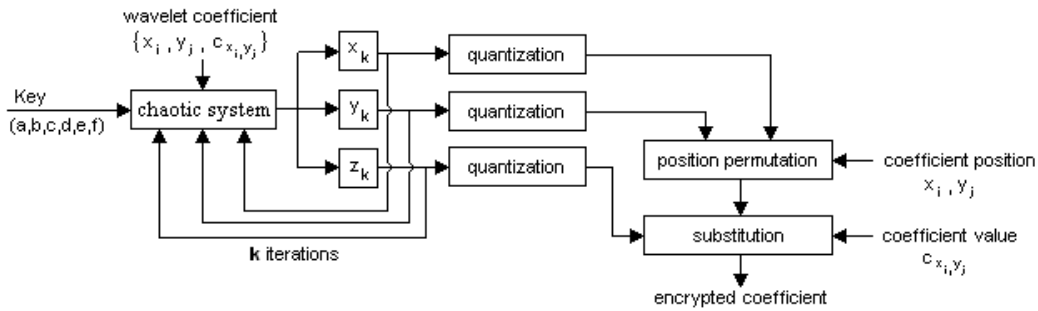 wavelet coefficient
{x_i , y_j , c_{x_i,y_j}}
Key
(a,b,c,d,e,f)
chaotic system
x_k
quantization
y_k
quantization
z_k
quantization
k iterations
position permutation
coefficient position
x_i , y_j
substitution
coefficient value
c_{x_i,y_j}
encrypted coefficient